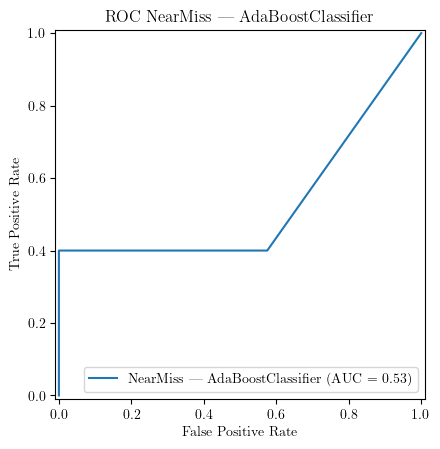 ROC NearMiss — AdaBoostClassifier
True Positive Rate
1.0
0.8
0.6
0.4
0.2
0.0
NearMiss — AdaBoostClassifier (AUC = 0.53)
0.0 0.2 0.4 0.6 0.8 1.0
False Positive Rate